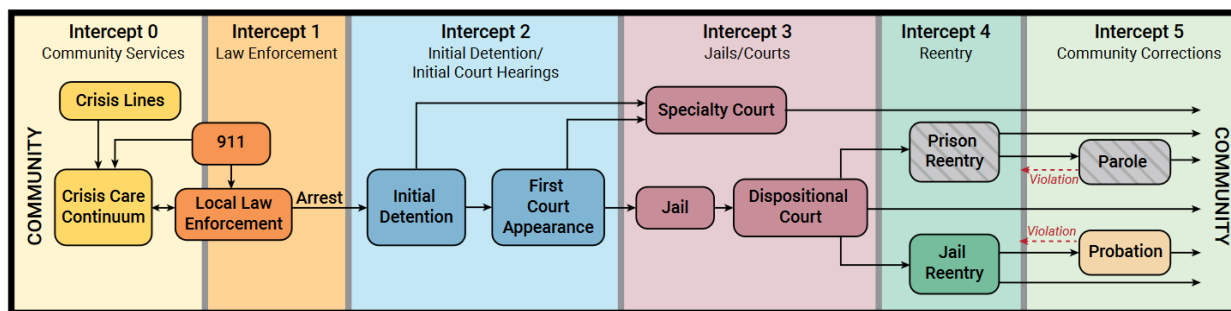 Intercept 0
Community Services
Intercept 1
Law Enforcement
Intercept 2
Initial Detention/
Initial Court Hearings
Intercept 3
Jails/Courts
Intercept 4
Reentry
Intercept 5
Community Corrections
COMMUNITY
Crisis Lines
Crisis Care
Continuum
911
Local Law
Enforcement
Arrest
Initial
Detention
First
Court
Appearance
Specialty Court
Jail
Dispositional
Court
Prison
Reentry
Jail
Reentry
Violation
Parole
Violation
Probation
COMMUNITY